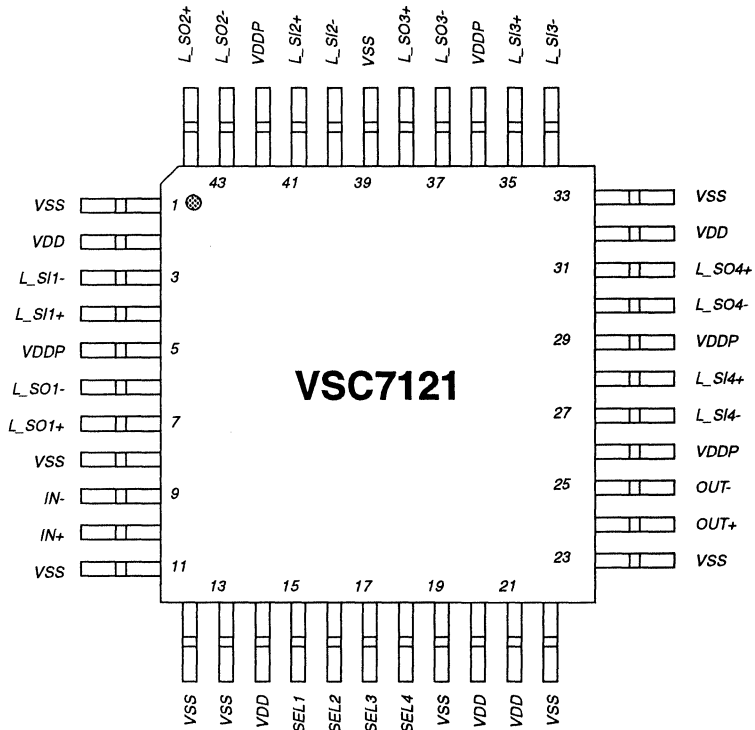 L_SO2+ L_SO2- VDDP L_SI2+ L_SI2- VSS L_SO3+ L_SO3- VDDP L_SI3+ L_SI3-
43 41 39 37 35
VSS 1 33 VSS
VDD VDD
L_SI1- 3 31 L_SO4+
L_SI1+ L_SO4-
VDDP 5 29 VDDP
L_SO1- L_SI4+
VSC7121
L_SO1+ 7 27 L_SI4-
VSS VDDP
IN- 9 25 OUT-
IN+ OUT+
VSS 11 23 VSS
13 15 17 19 21
VSS VSS VDD SEL1 SEL2 SEL3 SEL4 VSS VDD VDD VSS